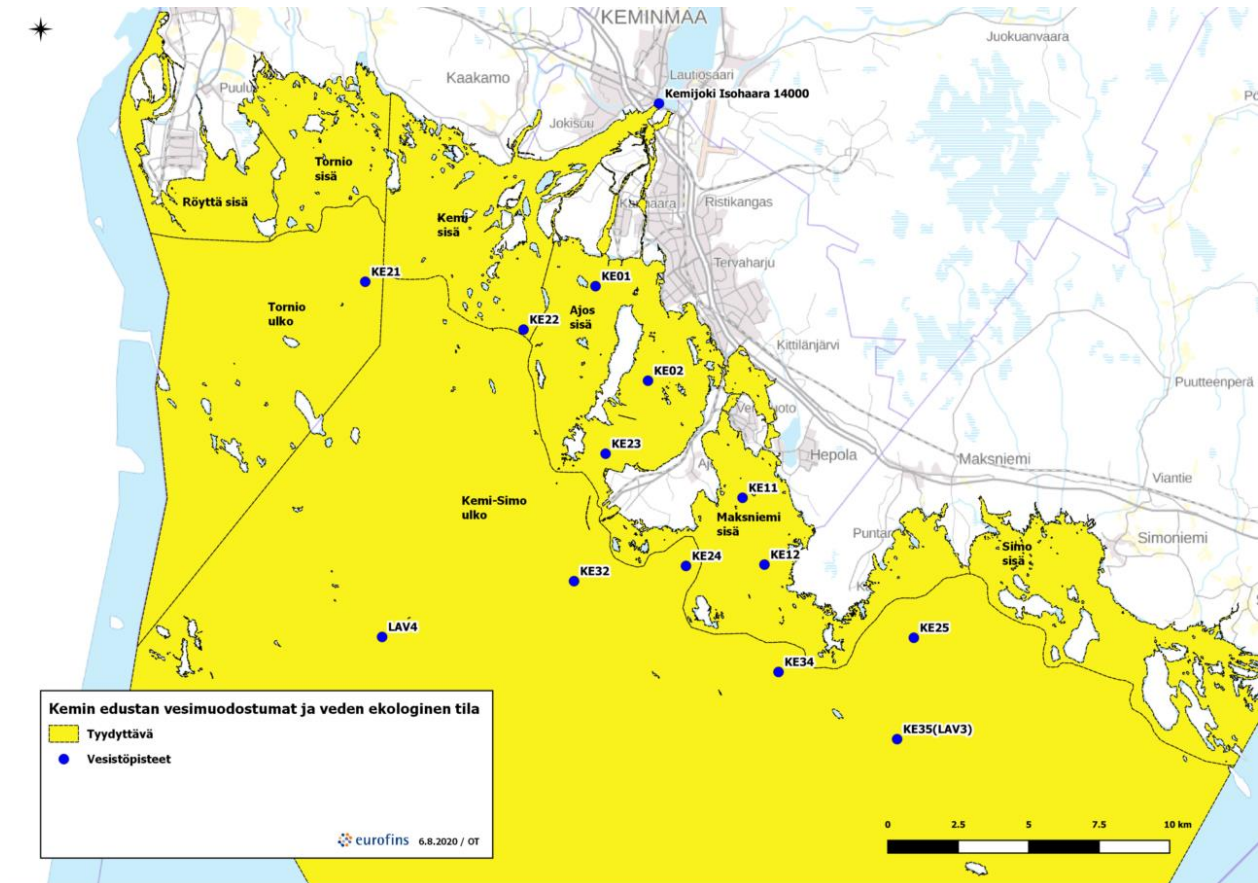 KEMINMAA
Juokuanvaara
Kaakamo
Lautiosaari
Puulu
Kemijoki Isohaara 14000
Jokisuu
Tornio
sisä
Röyttä sisä
Kemi
sisä
Ristikangas
Tervaharju
KE21
KE01
Tornio
ulko
Ajos
sisä
KE22
Kittilänjärvi
KE02
Puutteenperä
KE23
Hepola
Maksniemi
Viantie
KE11
Kemi-Simo
ulko
Maksniemi
sisä
Puntar
Simoniemi
Simo
sisä
KE24
KE12
KE32
LAV4
KE25
KE34
KE35(LAV3)
Kemin edustan vesimuodostumat ja veden ekologinen tila
Tyydyttävä
Vesistöpisteet
eurofins 6.8.2020 / OT
0 2.5 5 7.5 10 km